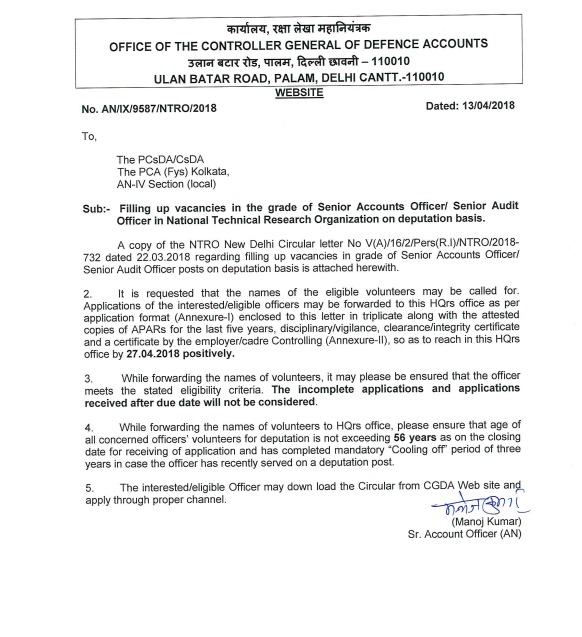 कार्यालय, रक्षा लेखा महानियंत्रक
OFFICE OF THE CONTROLLER GENERAL OF DEFENCE ACCOUNTS
उलान बटार रोड, पालम, दिल्ली छावनी – 110010
ULAN BATAR ROAD, PALAM, DELHI CANTT.-110010
WEBSITE
No. AN/IX/9587/NTRO/2018 Dated: 13/04/2018
To,
The PCsDA/CsDA
The PCA (Fys) Kolkata,
AN-IV Section (local)
Sub:- Filling up vacancies in the grade of Senior Accounts Officer/ Senior Audit
Officer in National Technical Research Organization on deputation basis.
A copy of the NTRO New Delhi Circular letter No V(A)/16/2/Pers(R.I)/NTRO/2018-
732 dated 22.03.2018 regarding filling up vacancies in grade of Senior Accounts Officer/
Senior Audit Officer posts on deputation basis is attached herewith.
2. It is requested that the names of the eligible volunteers may be called for.
Applications of the interested/eligible officers may be forwarded to this HQrs office as per
application format (Annexure-I) enclosed to this letter in triplicate along with the attested
copies of APARs for the last five years, disciplinary/vigilance, clearance/integrity certificate
and a certificate by the employer/cadre Controlling (Annexure-II), so as to reach in this HQrs
office by 27.04.2018 positively.
3. While forwarding the names of volunteers, it may please be ensured that the officer
meets the stated eligibility criteria. The incomplete applications and applications
received after due date will not be considered.
4. While forwarding the names of volunteers to HQrs office, please ensure that age
of all concerned officers' volunteers for deputation is not exceeding 56 years as on the closing
date for receiving of application and has completed mandatory "Cooling off" period of
three years in case the officer has recently served on a deputation post.
5. The interested/eligible Officer may down load the Circular from CGDA Web site and
apply through proper channel.
(Manoj Kumar)
Sr. Account Officer (AN)